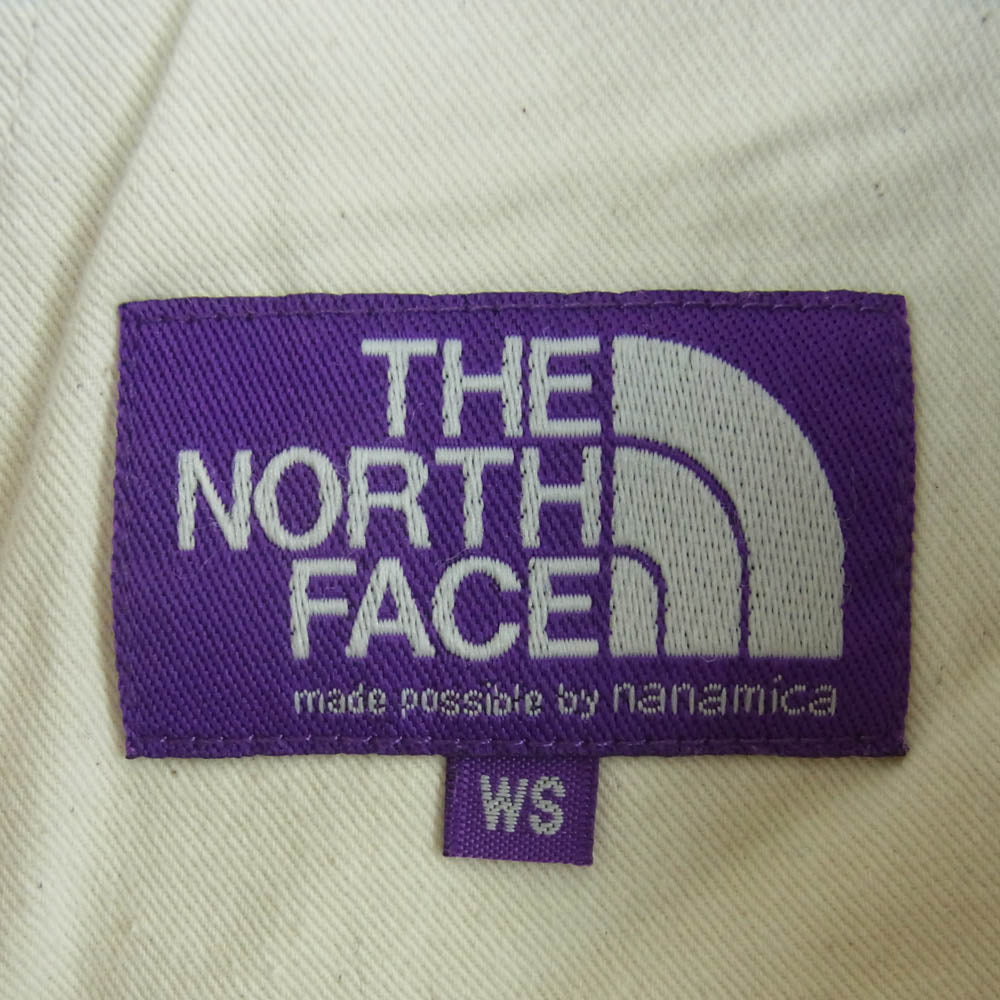 THE
NORTH
FACE
made possible by nanamica
WS